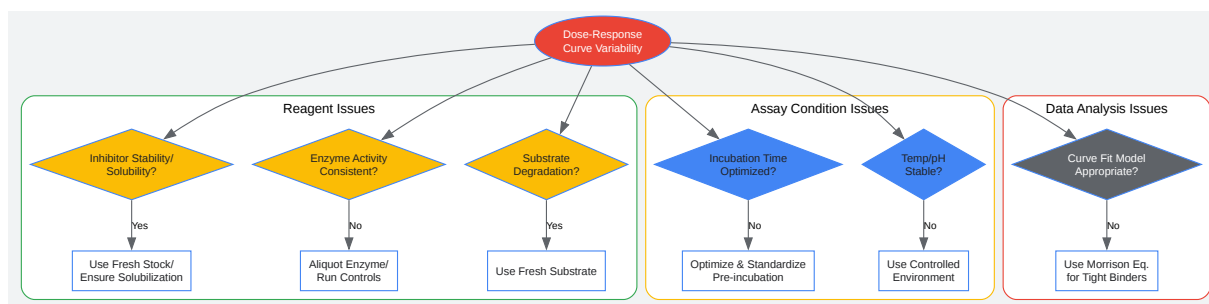 Dose-Response
Curve Variability
Reagent Issues
Assay Condition Issues
Data Analysis Issues
Inhibitor Stability/
Solubility?
Enzyme Activity
Consistent?
Substrate
Degradation?
Incubation Time
Optimized?
Temp/pH
Stable?
Curve Fit Model
Appropriate?
Yes
No
Yes
No
No
No
Use Fresh Stock/
Ensure Solubilization
Aliquot Enzyme/
Run Controls
Use Fresh Substrate
Optimize & Standardize
Pre-incubation
Use Controlled
Environment
Use Morrison Eq.
for Tight Binders